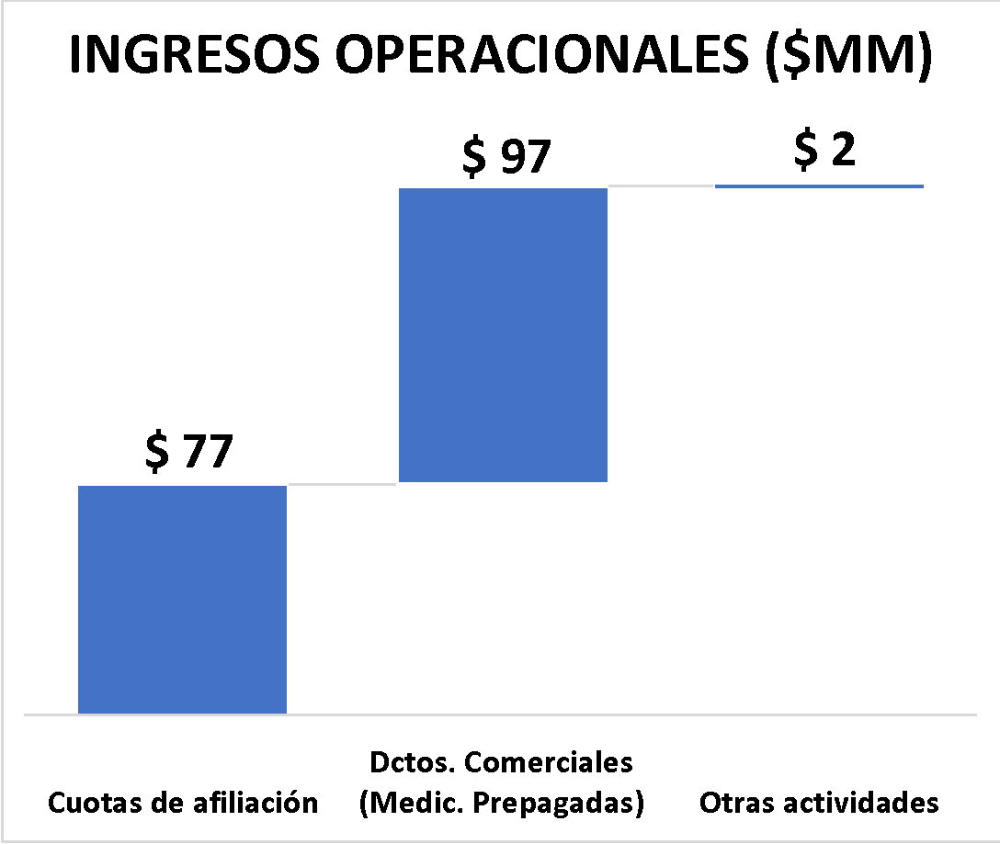 INGRESOS OPERACIONALES ($MM)
$ 97
$ 2
$ 77
Dctos. Comerciales
Cuotas de afiliación (Medic. Prepagadas) Otras actividades